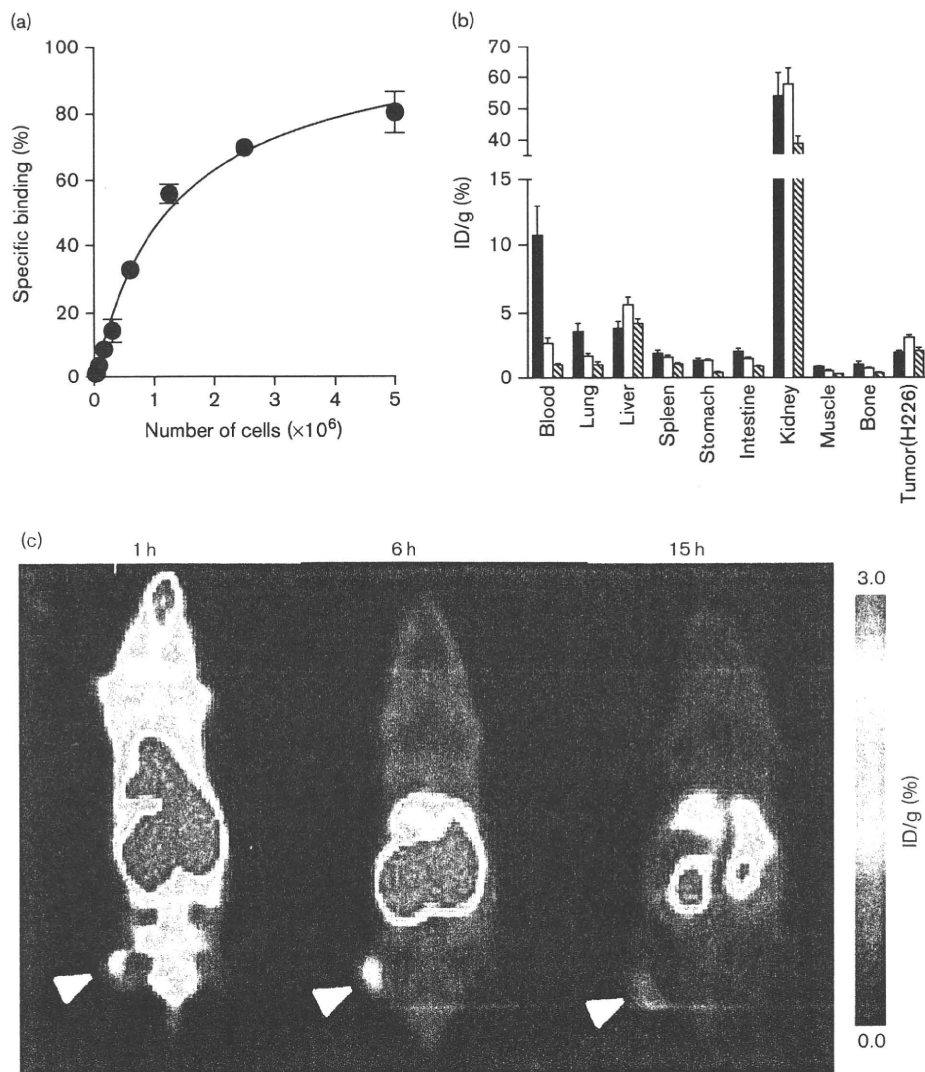 (a)
100
80
60
40
20
0
Specific binding (%)
0 1 2 3 4 5
Number of cells (×10⁶)
(b)
70
60
50
40
15
10
5
0
ID/g (%)
Blood
Lung
Liver
Spleen
Stomach
Intestine
Kidney
Muscle
Bone
Tumor(H226)
(c)
1 h 6 h 15 h
3.0
ID/g (%)
0.0